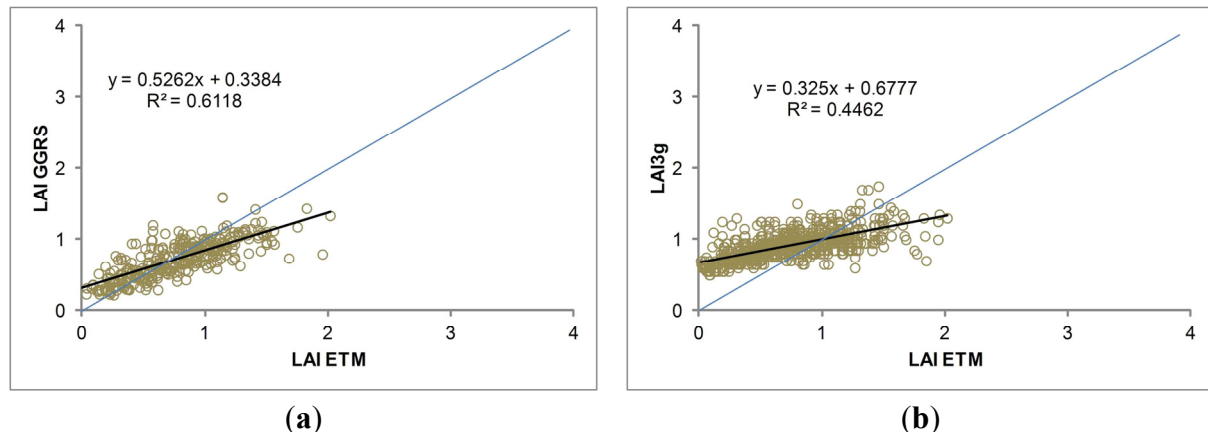 4
3
2
1
0
LAI GGRS
y = 0.5262x + 0.3384
R² = 0.6118
0 1 2 3 4
LAI ETM
(a)
4
3
2
1
0
LAI3g
y = 0.325x + 0.6777
R² = 0.4462
0 1 2 3 4
LAI ETM
(b)